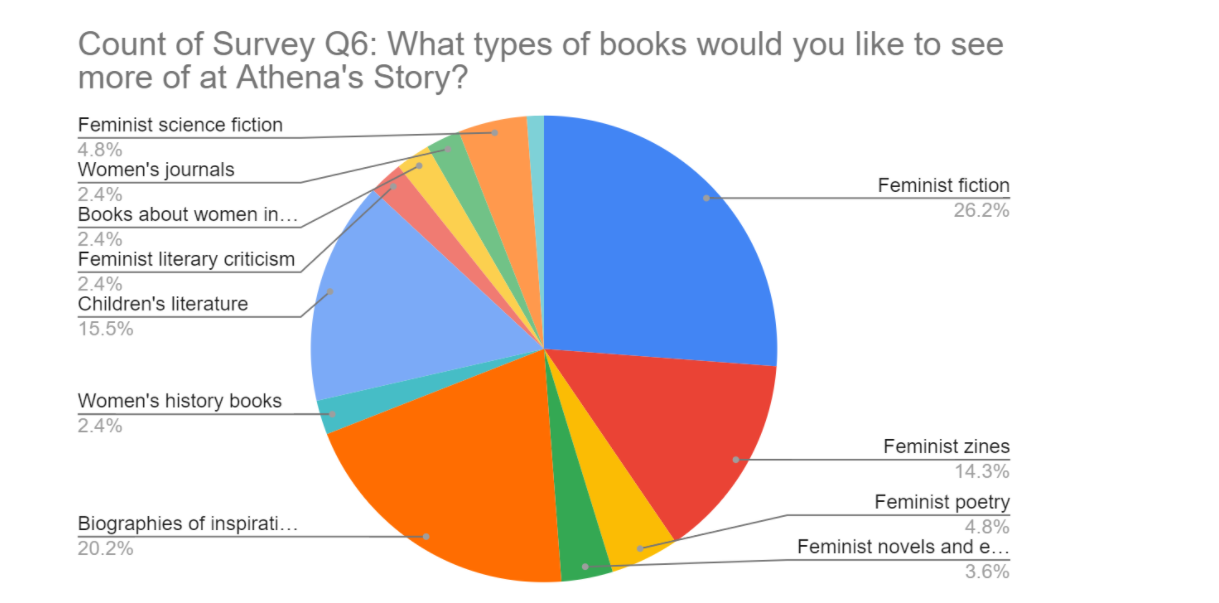 Count of Survey Q6: What types of books would you like to see
more of at Athena's Story?
Feminist science fiction
4.8%
Women's journals
2.4%
Books about women in…
2.4%
Feminist literary criticism
2.4%
Children's literature
15.5%
Women's history books
2.4%
Biographies of inspirati…
20.2%
Feminist fiction
26.2%
Feminist zines
14.3%
Feminist poetry
4.8%
Feminist novels and e…
3.6%